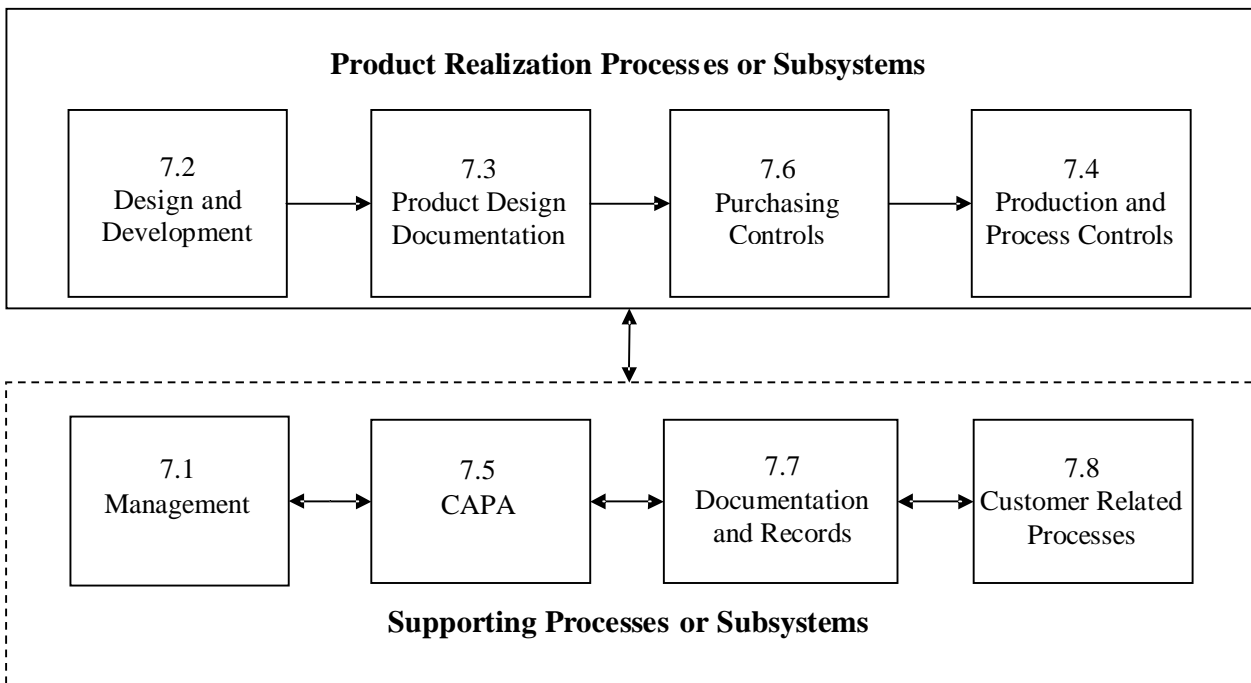 Product Realization Processes or Subsystems
7.2
Design and
Development
7.3
Product Design
Documentation
7.6
Purchasing
Controls
7.4
Production and
Process Controls
7.1
Management
7.5
CAPA
7.7
Documentation
and Records
7.8
Customer Related
Processes
Supporting Processes or Subsystems